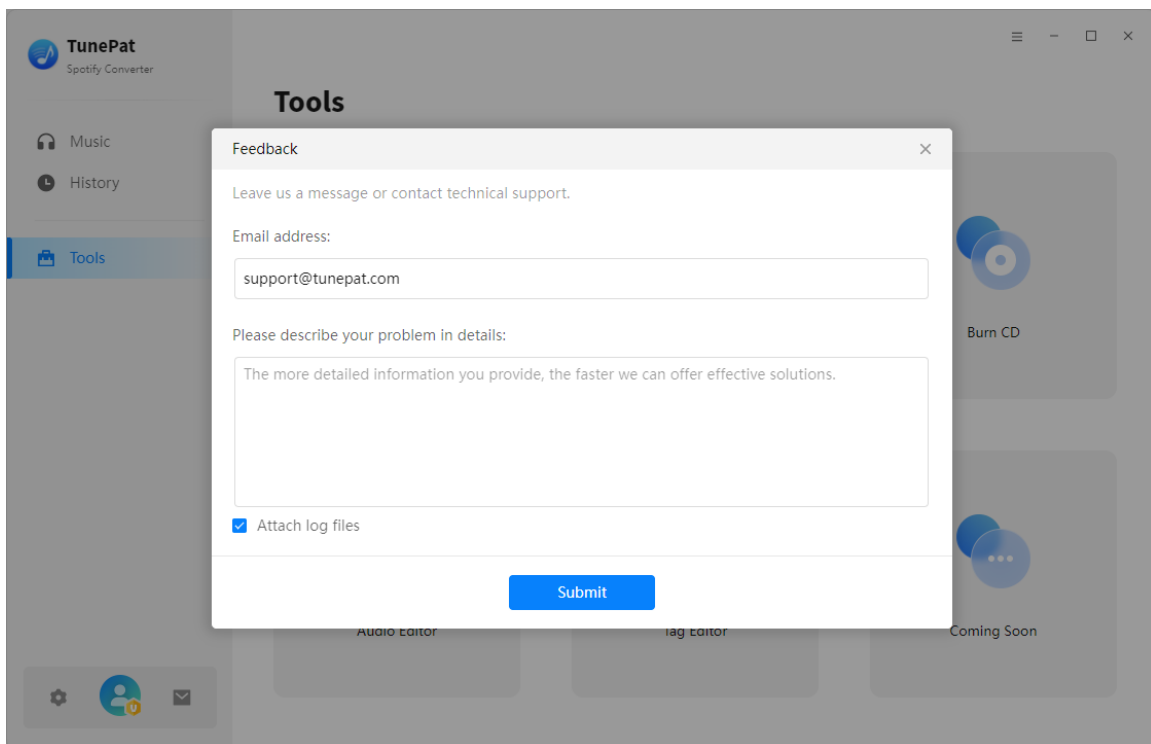 TunePat
Spotify Converter
Music
History
Tools
Tools
Feedback
Leave us a message or contact technical support.
Email address:
support@tunepat.com
Please describe your problem in details:
The more detailed information you provide, the faster we can offer effective solutions.
Attach log files
Submit
Burn CD
Audio Editor
Tag Editor
Coming Soon